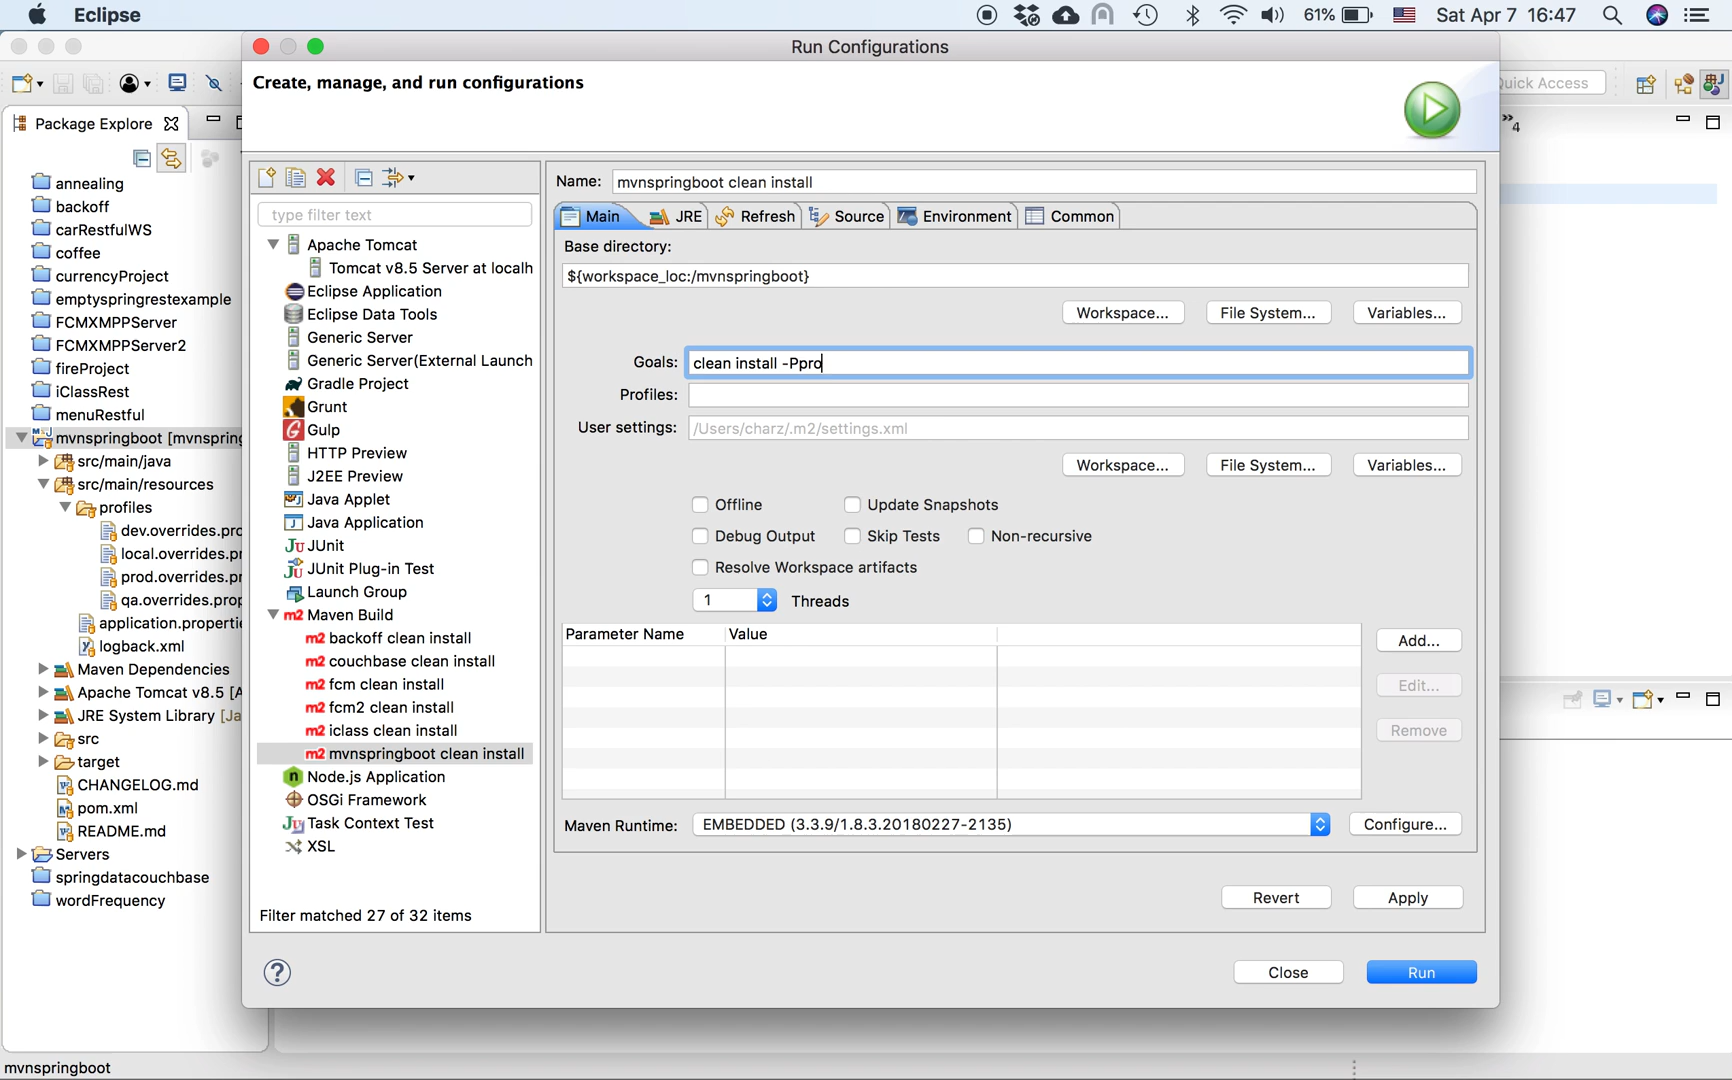 Eclipse
61%
Sat Apr 7 16:47
Run Configurations
Create, manage, and run configurations
Quick Access
Package Explore
4
annealing
backoff
carRestfulWS
coffee
currencyProject
emptyspringrestexample
FCMXMPPServer
FCMXMPPServer2
fireProject
iClassRest
menuRestful
mvnspringboot [mvnspring
src/main/java
src/main/resources
profiles
dev.overrides.pro
local.overrides.pr
prod.overrides.pr
qa.overrides.prop
application.propertie
logback.xml
Maven Dependencies
Apache Tomcat v8.5 [A
JRE System Library [Ja
src
target
CHANGELOG.md
pom.xml
README.md
Servers
springdatacouchbase
wordFrequency
mvnspringboot
type filter text
Apache Tomcat
Tomcat v8.5 Server at localh
Eclipse Application
Eclipse Data Tools
Generic Server
Generic Server(External Launch
Gradle Project
Grunt
Gulp
HTTP Preview
J2EE Preview
Java Applet
Java Application
JUnit
JUnit Plug-in Test
Launch Group
m2 Maven Build
m2 backoff clean install
m2 couchbase clean install
m2 fcm clean install
m2 fcm2 clean install
m2 iclass clean install
m2 mvnspringboot clean install
Node.js Application
OSGi Framework
Task Context Test
XSL
Filter matched 27 of 32 items
Name: mvnspringboot clean install
Main JRE Refresh Source Environment Common
Base directory:
${workspace_loc:/mvnspringboot}
Workspace... File System... Variables...
Goals: clean install -Ppro
Profiles:
User settings: /Users/charz/.m2/settings.xml
Workspace... File System... Variables...
Offline Update Snapshots
Debug Output Skip Tests Non-recursive
Resolve Workspace artifacts
1 Threads
Parameter Name Value
Add...
Edit...
Remove
Maven Runtime: EMBEDDED (3.3.9/1.8.3.20180227-2135) Configure...
Revert Apply
? Close Run